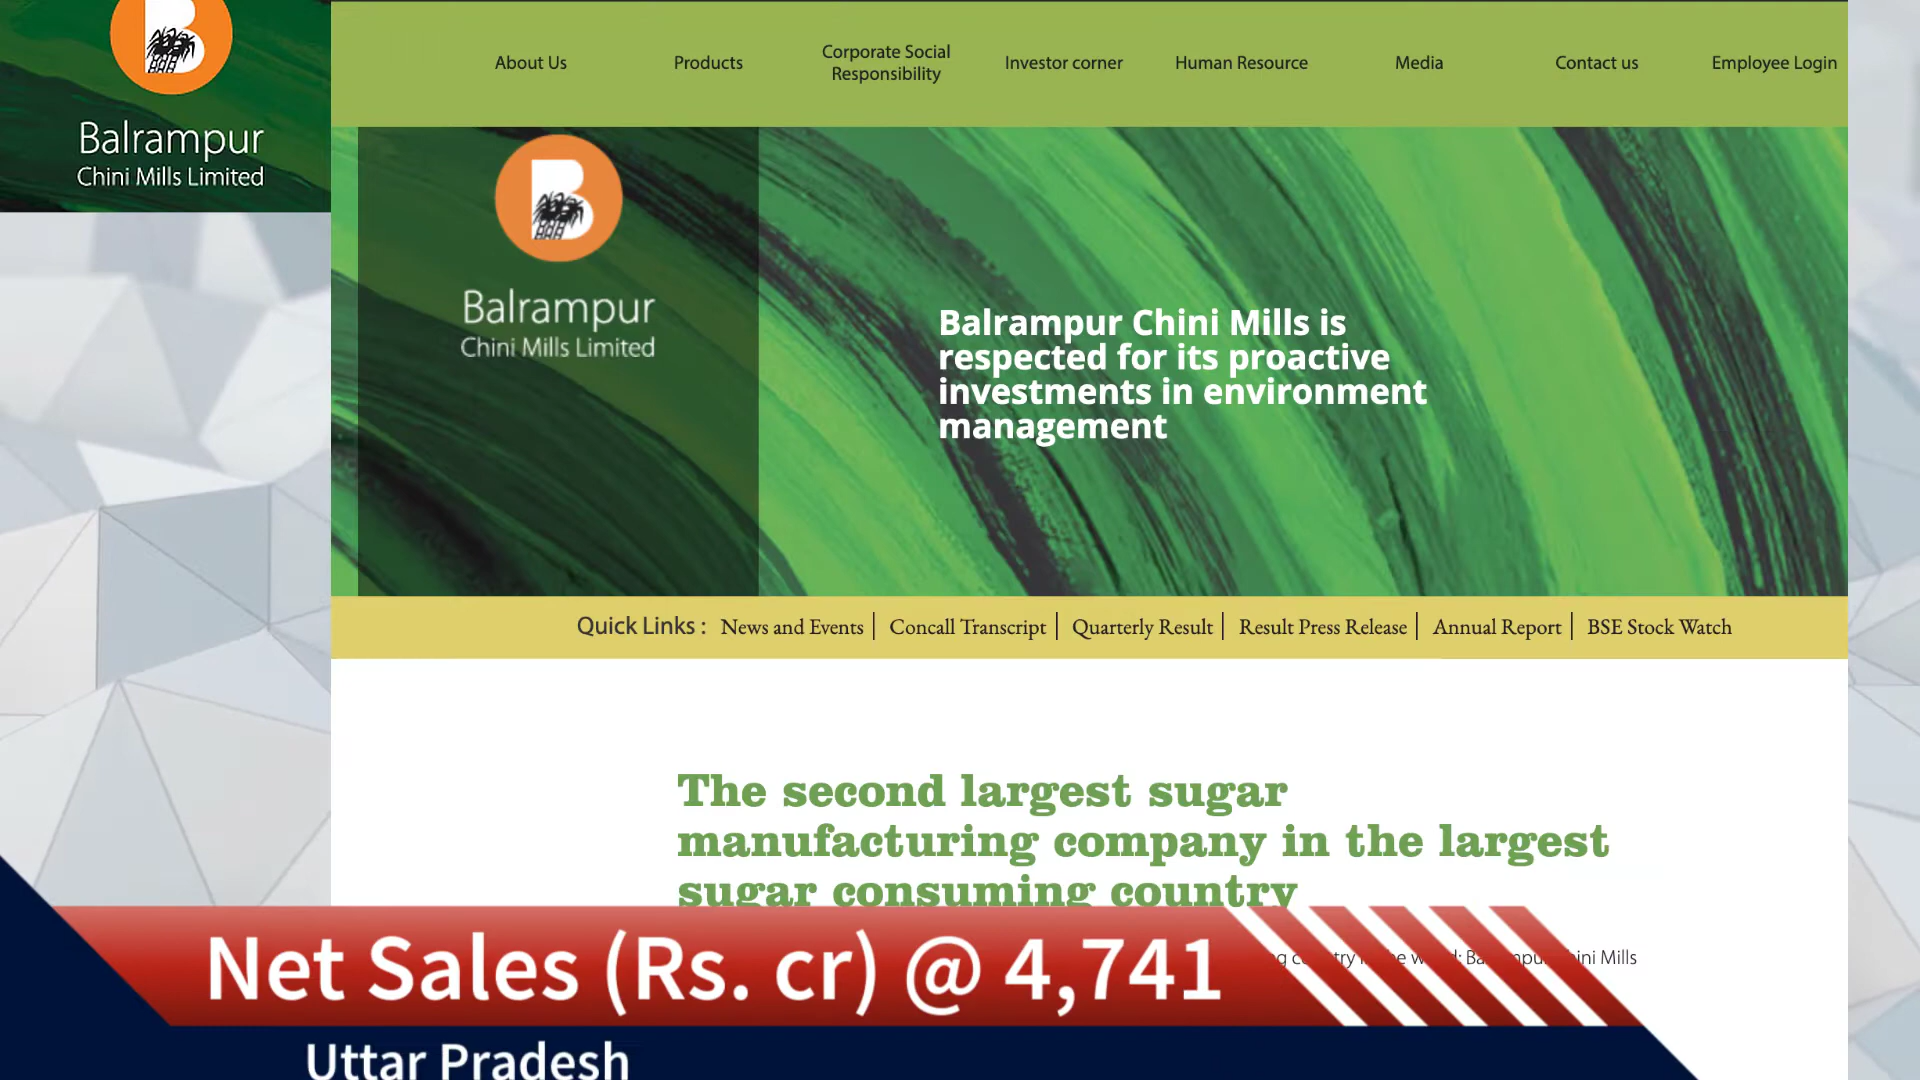 Balrampur
Chini Mills Limited
About Us
Products
Corporate Social
Responsibility
Investor corner
Human Resource
Media
Contact us
Employee Login
Balrampur
Chini Mills Limited
Balrampur Chini Mills is
respected for its proactive
investments in environment
management
Quick Links : News and Events | Concall Transcript | Quarterly Result | Result Press Release | Annual Report | BSE Stock Watch
The second largest sugar
manufacturing company in the largest
sugar consuming country
Mills
Net Sales (Rs. cr) @ 4,741
Uttar Pradesh